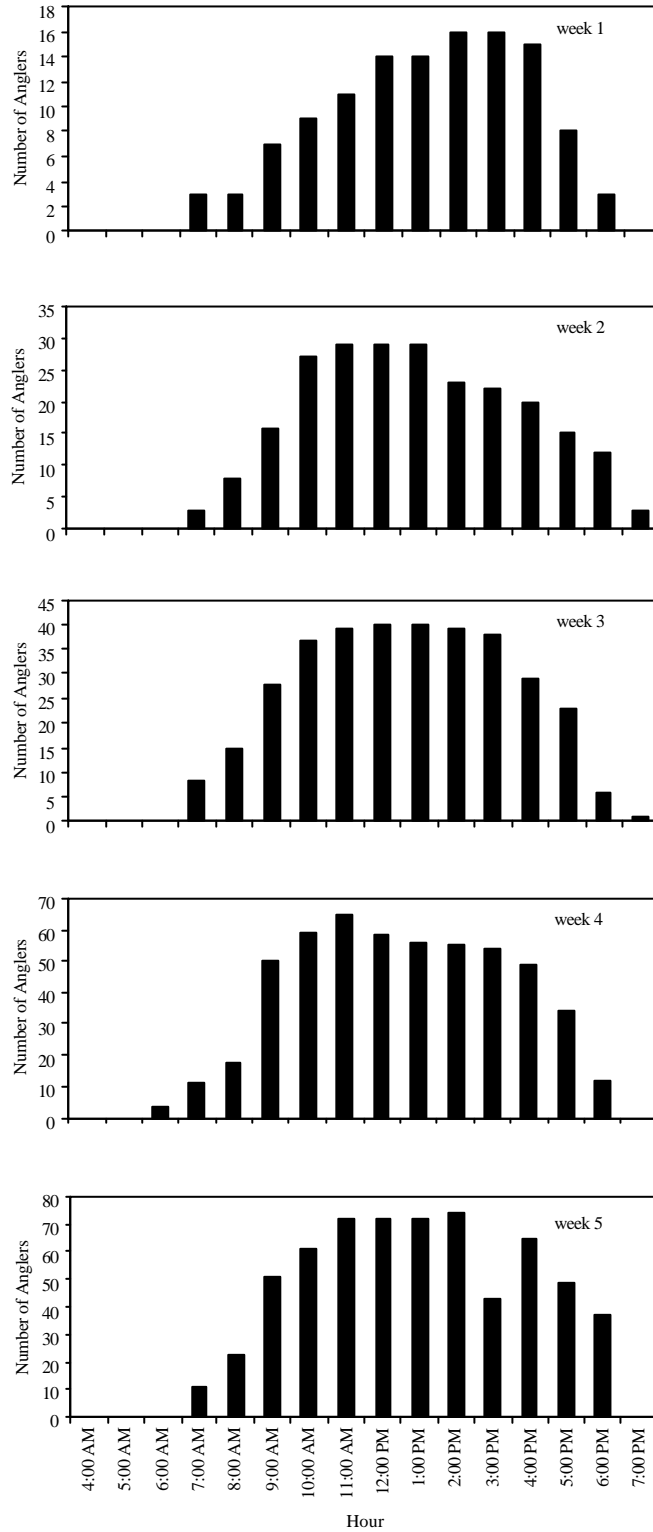 18
16
14
12
10
8
6
4
2
0
Number of Anglers
week 1
35
30
25
20
15
10
5
0
Number of Anglers
week 2
45
40
35
30
25
20
15
10
5
0
Number of Anglers
week 3
70
60
50
40
30
20
10
0
Number of Anglers
week 4
80
70
60
50
40
30
20
10
0
Number of Anglers
week 5
4:00 AM
5:00 AM
6:00 AM
7:00 AM
8:00 AM
9:00 AM
10:00 AM
11:00 AM
12:00 PM
1:00 PM
2:00 PM
3:00 PM
4:00 PM
5:00 PM
6:00 PM
7:00 PM
Hour